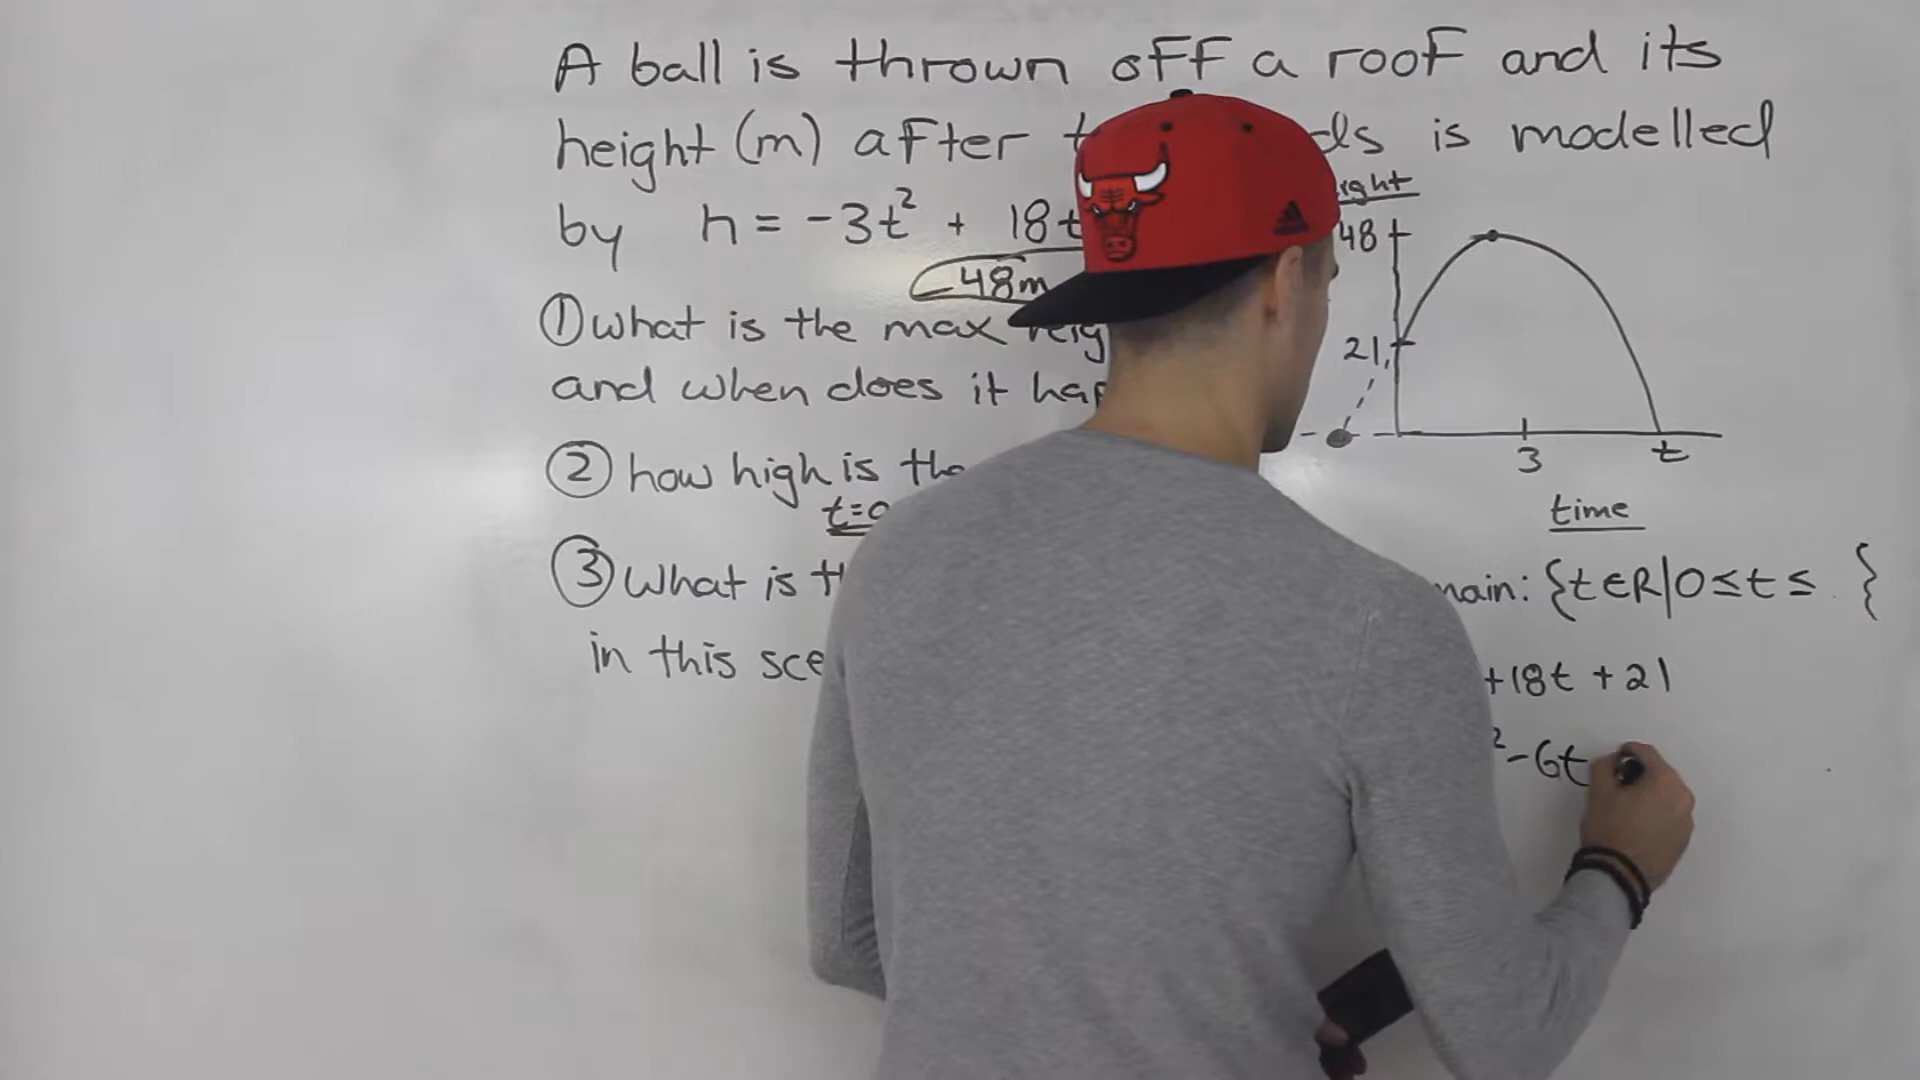 A ball is thrown off a roof and its
height (m) after t ds is modelled
by h = -3t² + 18t
48m
① what is the max heig
and when does it hap
② how high is the
t=0
③ What is th
in this sce
ight
48
21
3
t
time
main: {t∈R|0≤t≤ }
+18t +21
²-6t